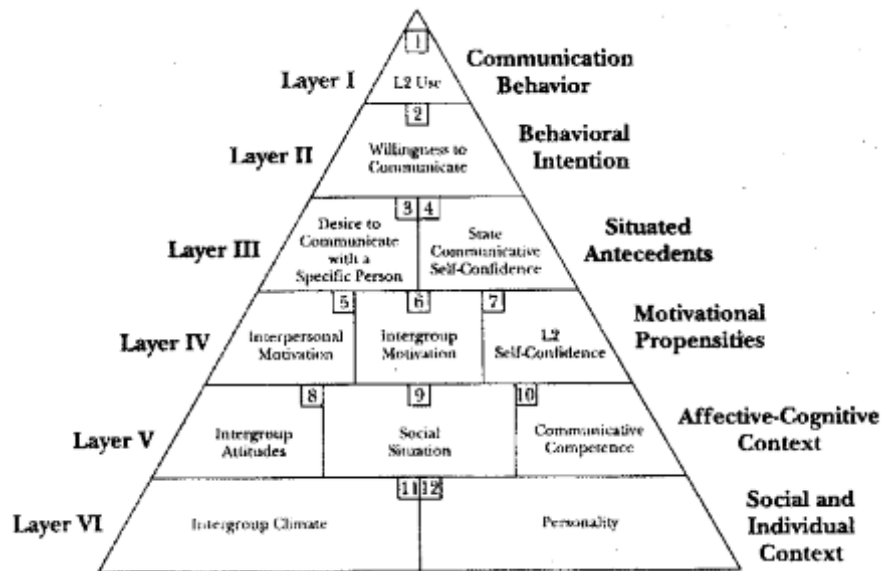 1
Communication
Behavior
Layer I
L2 Use
2
Behavioral
Intention
Layer II
Willingness to
Communicate
3 4
Situated
Antecedents
Layer III
Desire to
Communicate
with a
Specific Person
State
Communicative
Self-Confidence
5 6 7
Motivational
Propensities
Layer IV
Interpersonal
Motivation
Intergroup
Motivation
L2
Self-Confidence
8 9 10
Affective-Cognitive
Context
Layer V
Intergroup
Attitudes
Social
Situation
Communicative
Competence
11 12
Social and
Individual
Context
Layer VI
Intergroup Climate
Personality